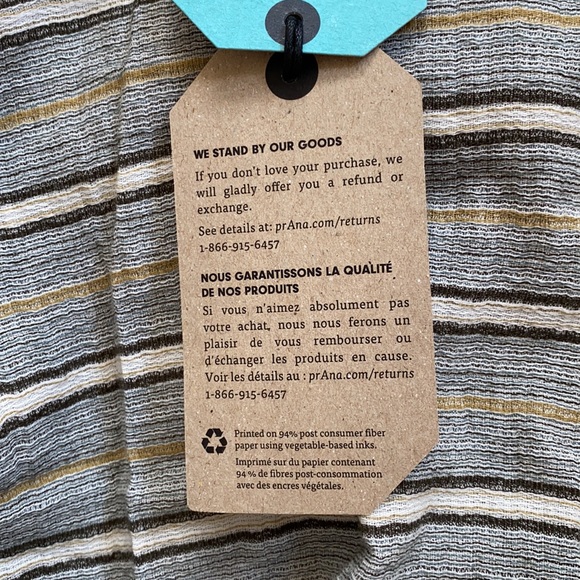 WE STAND BY OUR GOODS
If you don't love your purchase, we
will gladly offer you a refund or
exchange.
See details at: prAna.com/returns
1-866-915-6457
NOUS GARANTISSONS LA QUALITÉ
DE NOS PRODUITS
Si vous n'aimez absolument pas
votre achat, nous nous ferons un
plaisir de vous rembourser ou
d'échanger les produits en cause.
Voir les détails au : prAna.com/returns
1-866-915-6457
Printed on 94% post consumer fiber
paper using vegetable-based inks.
Imprimé sur du papier contenant
94 % de fibres post-consommation
avec des encres végétales.